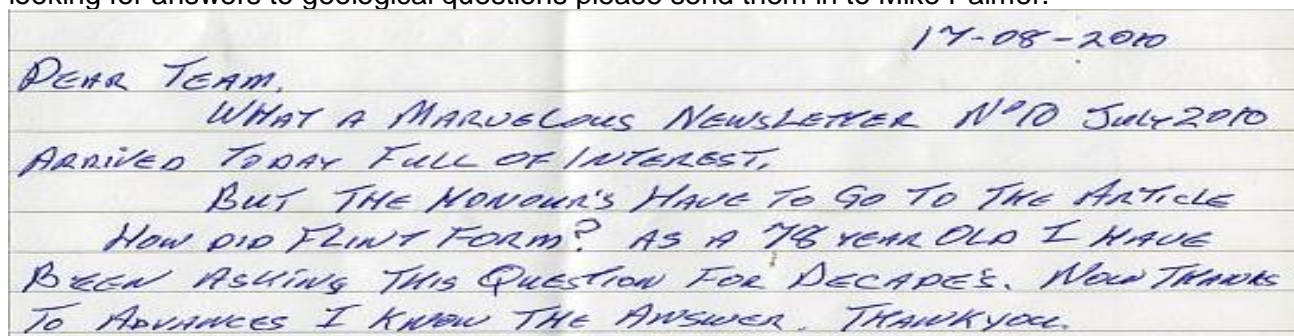 looking for answers to geological questions please send them in to Mike Palmer.
17-08-2010
DEAR TEAM,
WHAT A MARVELOUS NEWSLETTER Nº10 JULY 2010
ARRIVED TODAY FULL OF INTEREST.
BUT THE HONOUR'S HAVE TO GO TO THE ARTICLE
HOW DID FLINT FORM? AS A 78 YEAR OLD I HAVE
BEEN ASKING THIS QUESTION FOR DECADE'S. NOW THANKS
TO ADVANCES I KNOW THE ANSWER. THANKYOU.